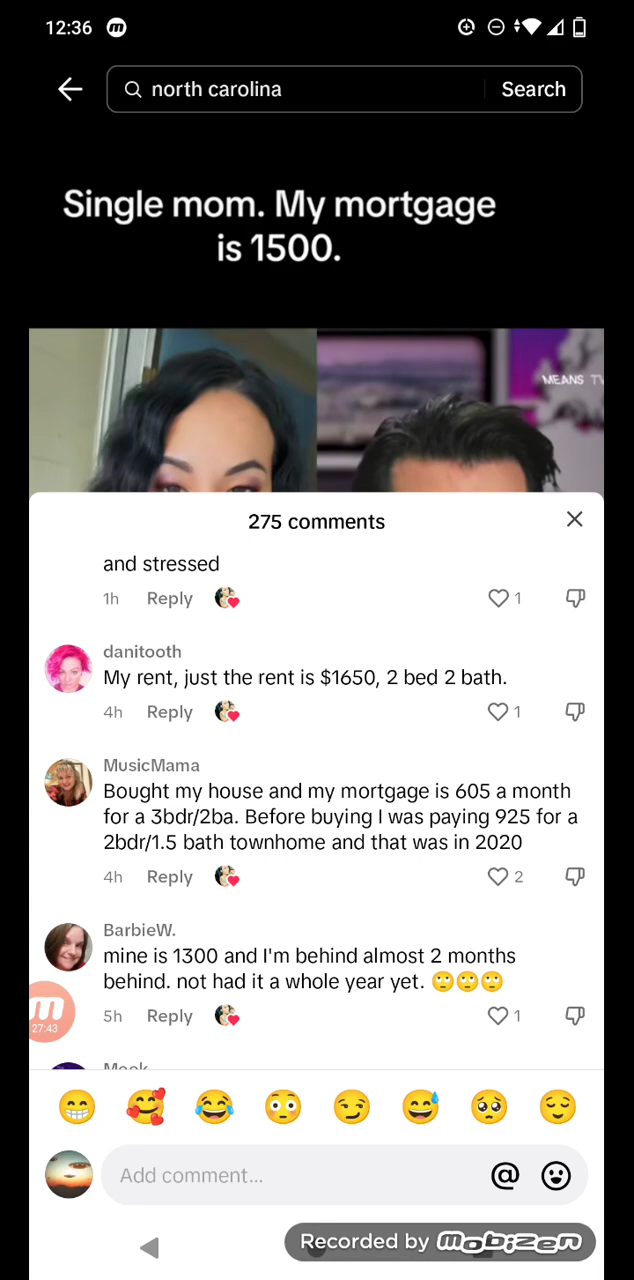 12:36
north carolina
Search
Single mom. My mortgage
is 1500.
MEANS TV
275 comments
and stressed
1h Reply 1
danitooth
My rent, just the rent is $1650, 2 bed 2 bath.
4h Reply 1
MusicMama
Bought my house and my mortgage is 605 a month
for a 3bdr/2ba. Before buying I was paying 925 for a
2bdr/1.5 bath townhome and that was in 2020
4h Reply 2
BarbieW.
mine is 1300 and I'm behind almost 2 months
behind. not had it a whole year yet. 🙄🙄🙄
5h Reply 1
27:43
Add comment...
Recorded by mobizen